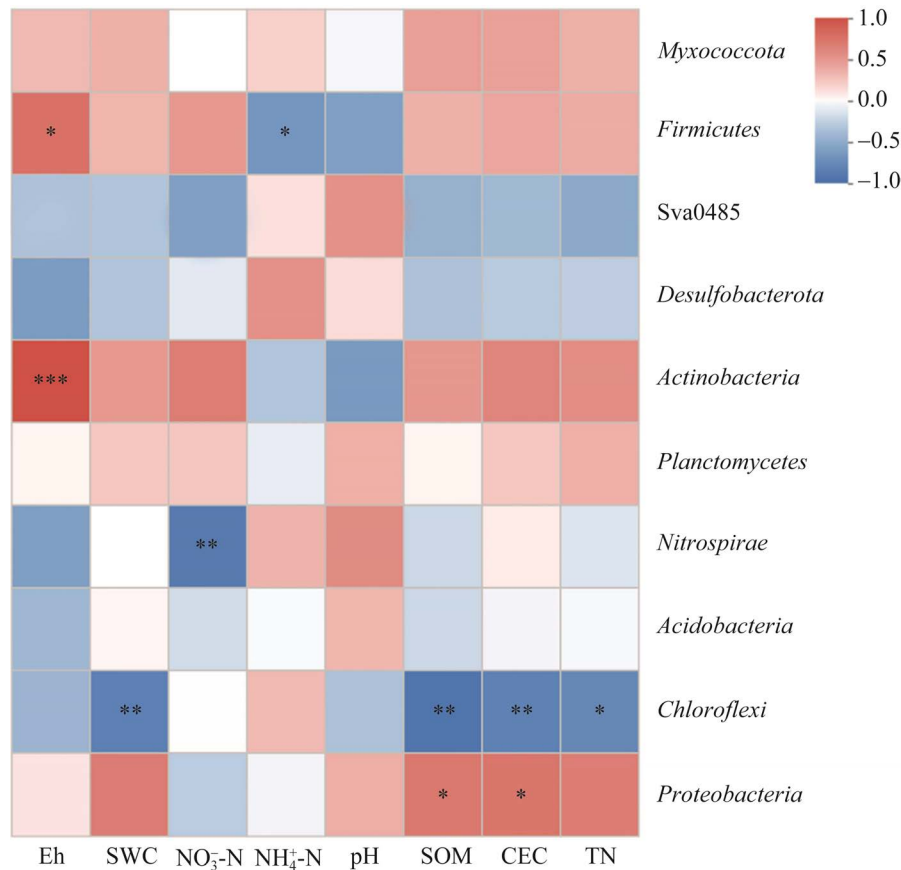 Myxococcota
1.0
0.5
* * Firmicutes
0.0
−0.5
−1.0
Sva0485
Desulfobacterota
*** Actinobacteria
Planctomycetes
** Nitrospirae
Acidobacteria
** ** ** * Chloroflexi
* * Proteobacteria
Eh SWC NO₃⁻-N NH₄⁺-N pH SOM CEC TN